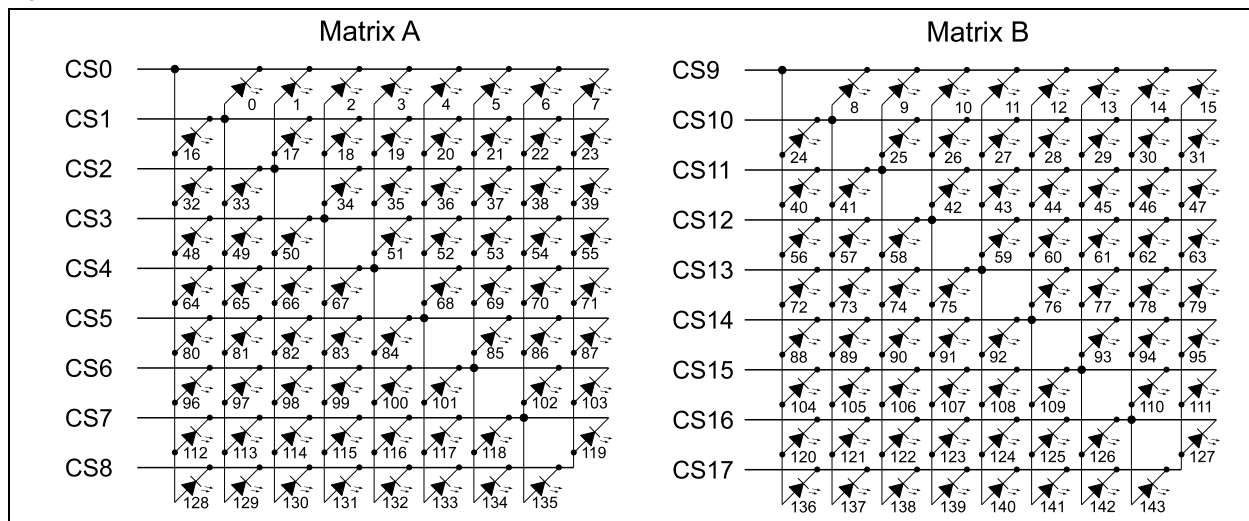 Matrix A
Matrix B
CS0
0 1 2 3 4 5 6 7
CS1
16 17 18 19 20 21 22 23
CS2
32 33 34 35 36 37 38 39
CS3
48 49 50 51 52 53 54 55
CS4
64 65 66 67 68 69 70 71
CS5
80 81 82 83 84 85 86 87
CS6
96 97 98 99 100 101 102 103
CS7
112 113 114 115 116 117 118 119
CS8
128 129 130 131 132 133 134 135
CS9
8 9 10 11 12 13 14 15
CS10
24 25 26 27 28 29 30 31
CS11
40 41 42 43 44 45 46 47
CS12
56 57 58 59 60 61 62 63
CS13
72 73 74 75 76 77 78 79
CS14
88 89 90 91 92 93 94 95
CS15
104 105 106 107 108 109 110 111
CS16
120 121 122 123 124 125 126 127
CS17
136 137 138 139 140 141 142 143